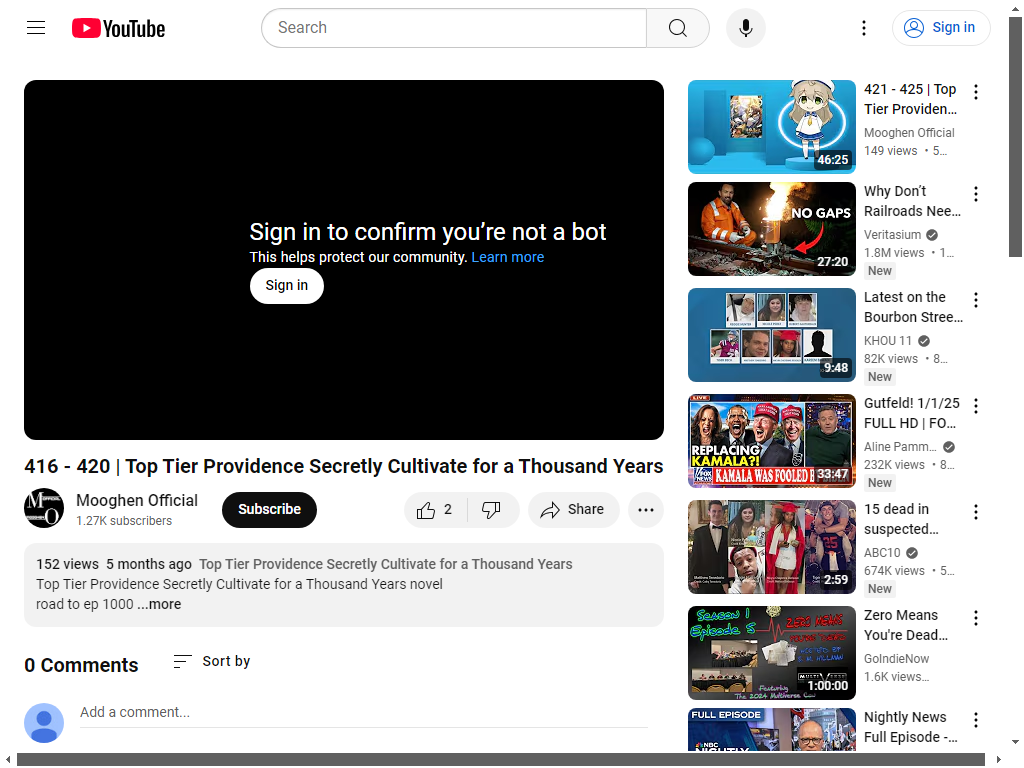 YouTube
Search
Sign in
Sign in to confirm you're not a bot
This helps protect our community. Learn more
Sign in
416 - 420 | Top Tier Providence Secretly Cultivate for a Thousand Years
Mooghen Official
1.27K subscribers
Subscribe
2
Share
152 views 5 months ago Top Tier Providence Secretly Cultivate for a Thousand Years
Top Tier Providence Secretly Cultivate for a Thousand Years novel
road to ep 1000 ...more
0 Comments
Sort by
Add a comment...
46:25
421 - 425 | Top
Tier Providen...
Mooghen Official
149 views • 5...
NO GAPS
27:20
Why Don't
Railroads Nee...
Veritasium
1.8M views • 1...
New
9:48
Latest on the
Bourbon Stree...
KHOU 11
82K views • 8...
New
LIVE
REPLACING
KAMALA?!
KAMALA WAS FOOLED
33:47
Gutfeld! 1/1/25
FULL HD | FO...
Aline Pamm...
232K views • 8...
New
2:59
15 dead in
suspected...
ABC10
674K views • 5...
New
Season 1
Episode 5
ZERO MEANS
Featuring
The 2024 Multiverse Con
1:00:00
Zero Means
You're Dead...
GoIndieNow
1.6K views...
FULL EPISODE
NBC
NIGHTLY
Nightly News
Full Episode -...